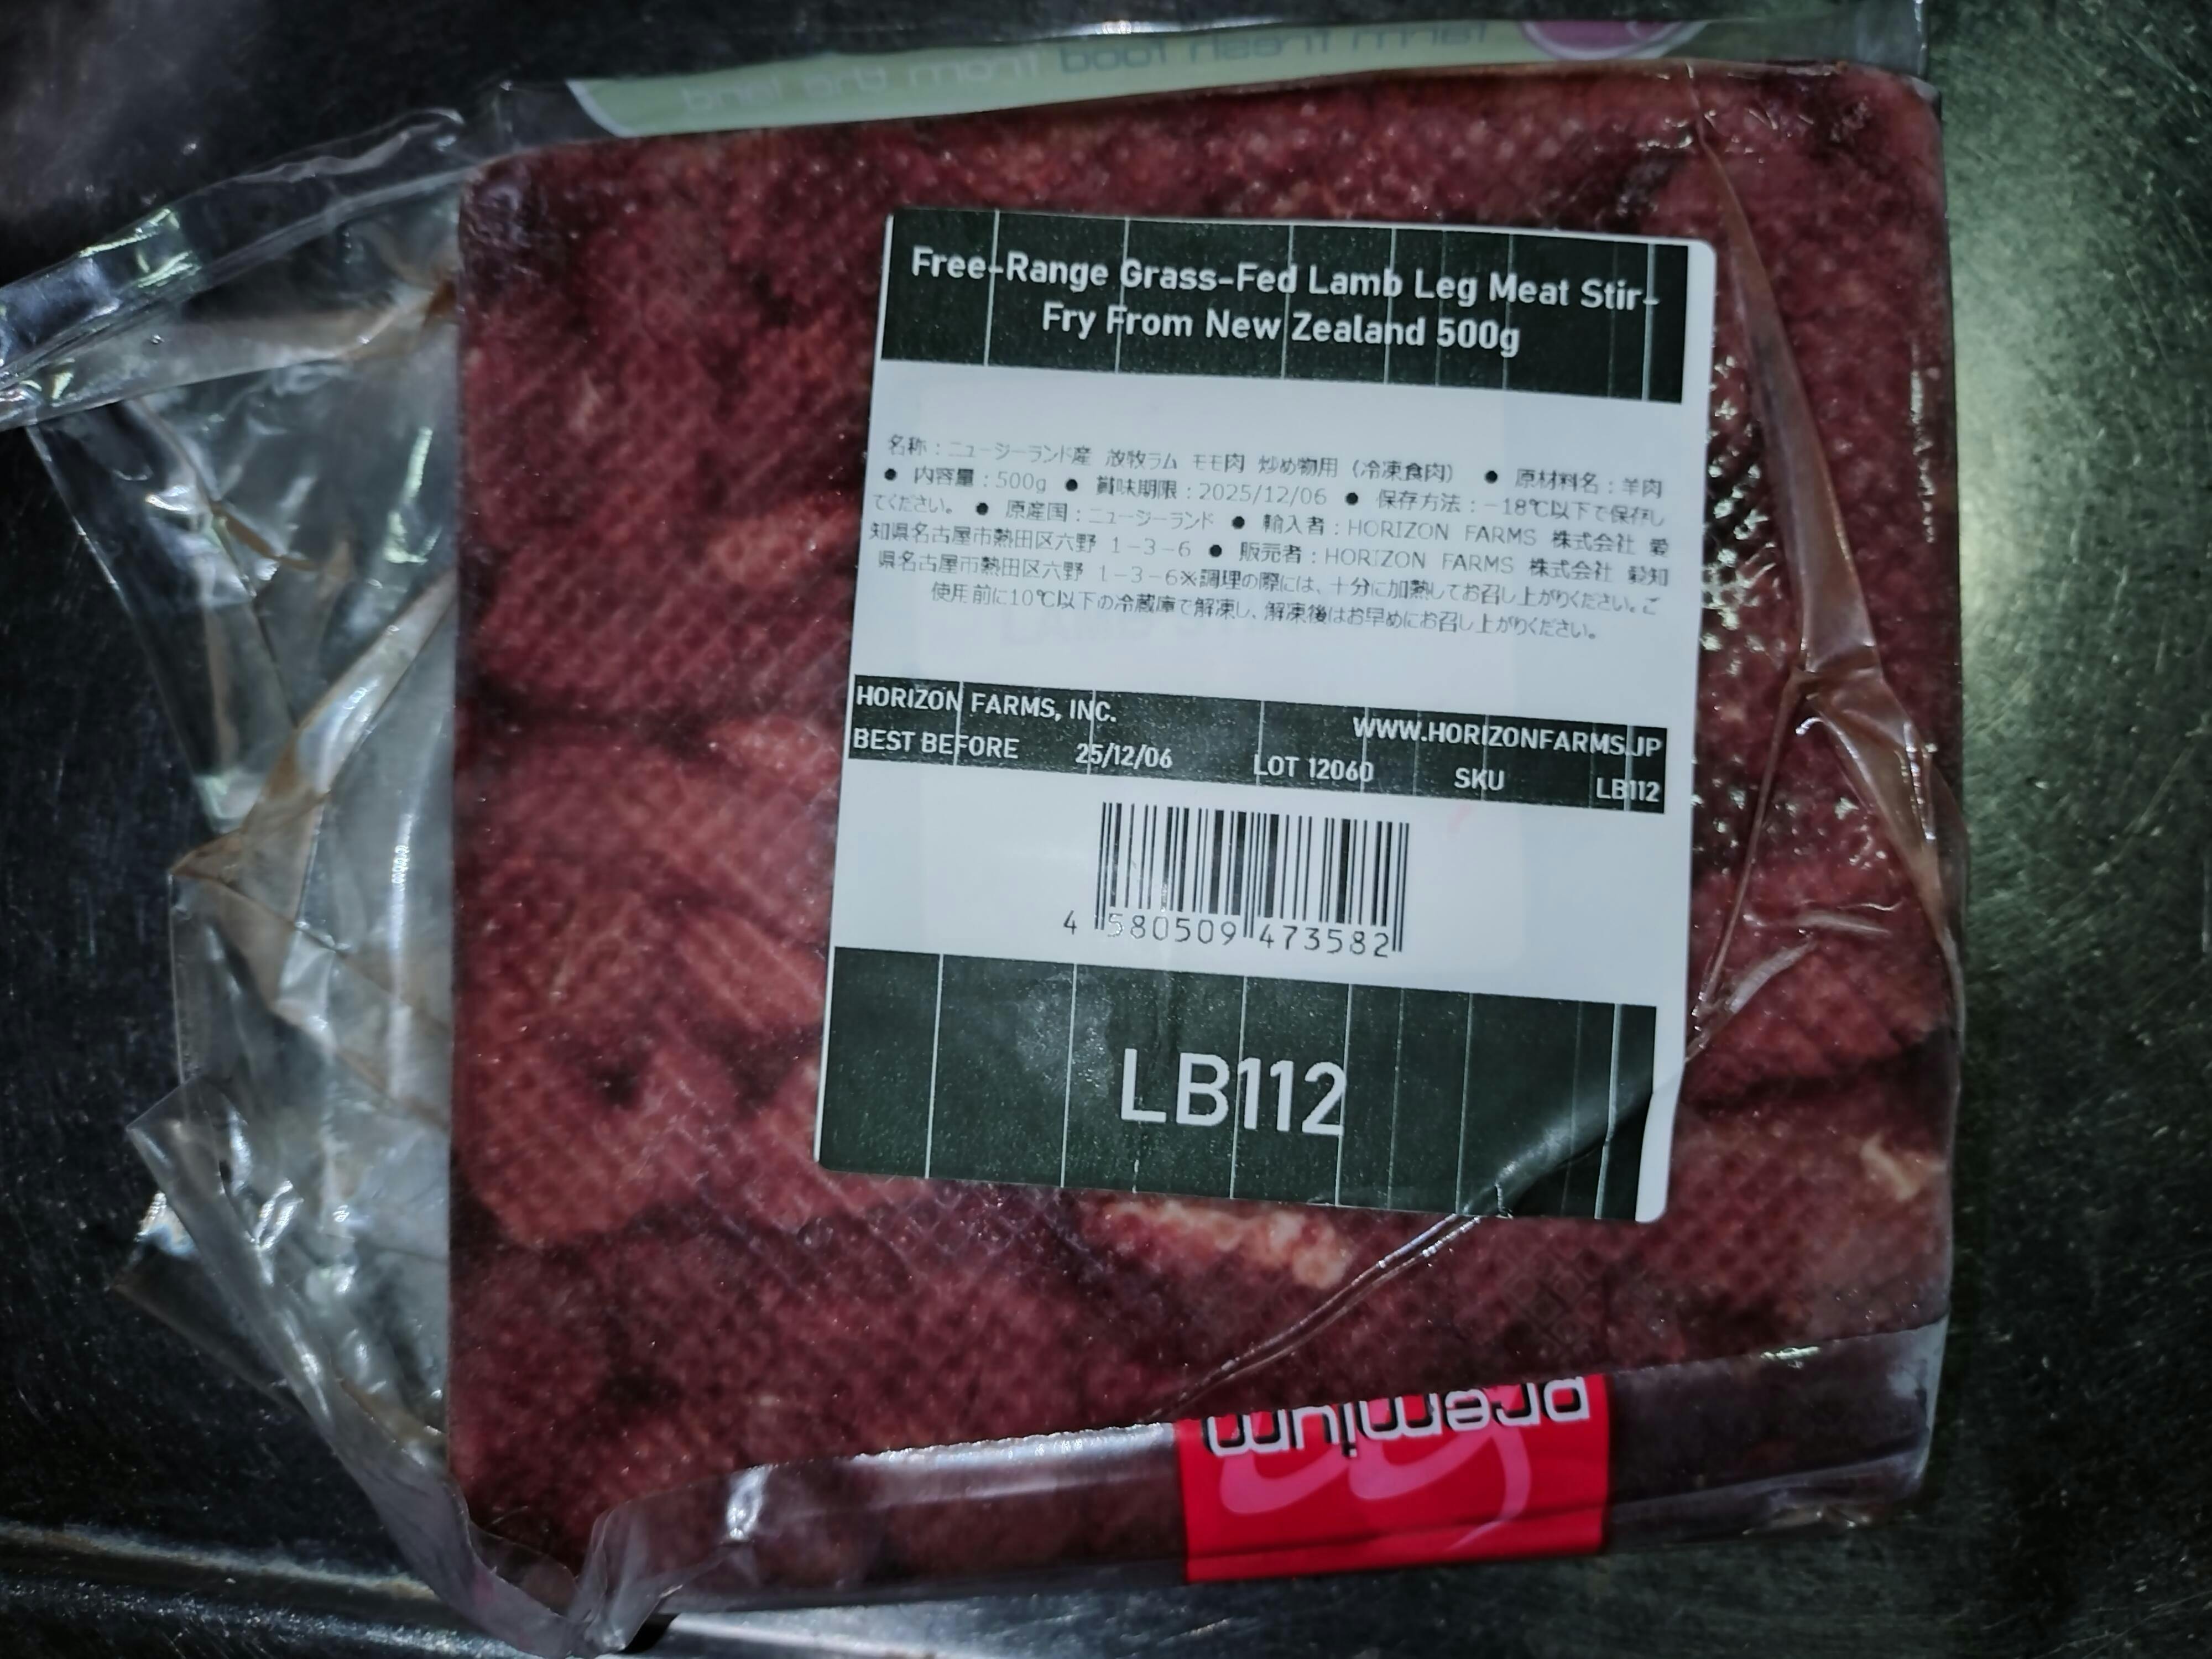 farm fresh food from the land
Free-Range Grass-Fed Lamb Leg Meat Stir-
Fry From New Zealand 500g
名称：ニュージーランド産 放牧ラム モモ肉 炒め物用（冷凍食肉） ● 原材料名：羊肉
● 内容量：500g ● 賞味期限：2025/12/06 ● 保存方法：－18℃以下で保存し
てください。 ● 原産国：ニュージーランド ● 輸入者：HORIZON FARMS 株式会社 愛
知県名古屋市熱田区六野 1－3－6 ● 販売者：HORIZON FARMS 株式会社 愛知
県名古屋市熱田区六野 1－3－6※調理の際には、十分に加熱してお召し上がりください。ご
使用前に10℃以下の冷蔵庫で解凍し、解凍後はお早めにお召し上がりください。
HORIZON FARMS, INC. WWW.HORIZONFARMS.JP
BEST BEFORE 25/12/06 LOT 12060 SKU LB112
4 580509 473582
LB112
premium